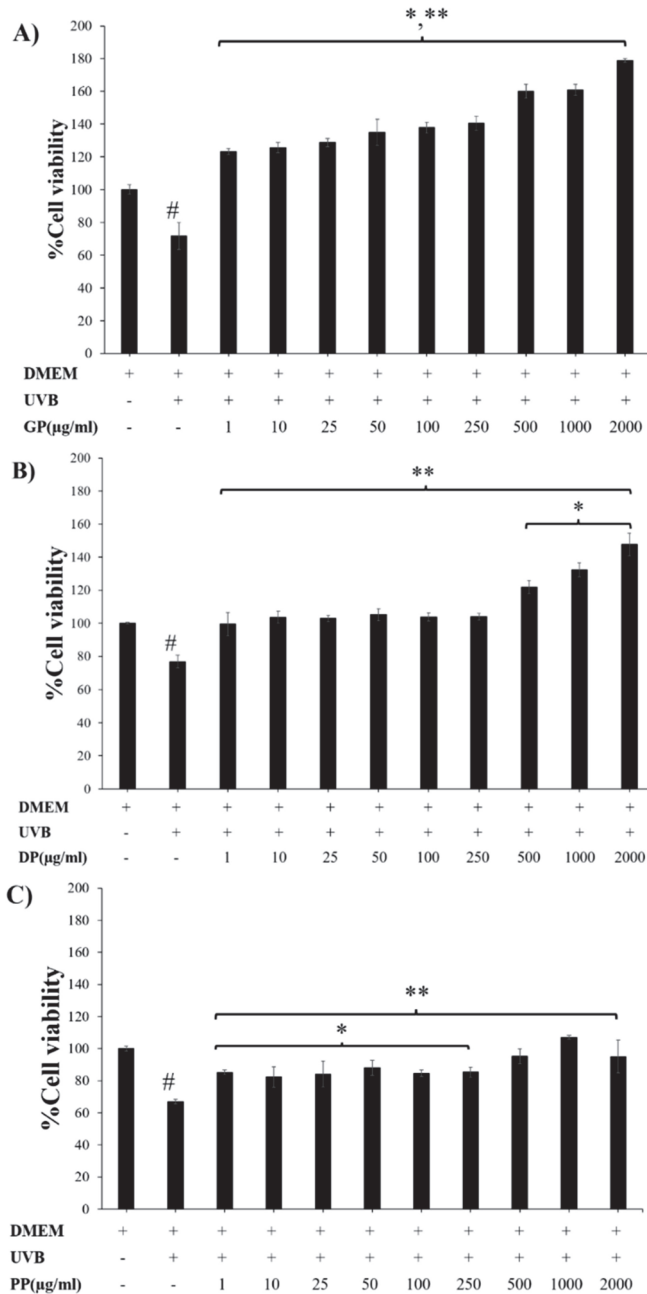 A)
*,**
200
180
160
140
120
100
80
60
40
20
0
%Cell viability
#
DMEM + + + + + + + + + + +
UVB - + + + + + + + + + +
GP(µg/ml) - - 1 10 25 50 100 250 500 1000 2000
B)
**
*
200
180
160
140
120
100
80
60
40
20
0
%Cell viability
#
DMEM + + + + + + + + + + +
UVB - + + + + + + + + + +
DP(µg/ml) - - 1 10 25 50 100 250 500 1000 2000
C)
200
180
160
140
120
100
80
60
40
20
0
%Cell viability
**
*
#
DMEM + + + + + + + + + + +
UVB - + + + + + + + + + +
PP(µg/ml) - - 1 10 25 50 100 250 500 1000 2000